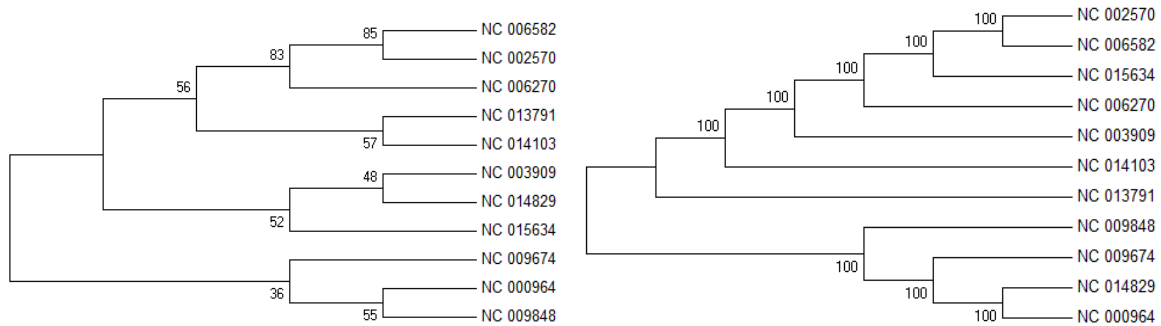 85
NC 006582
83
NC 002570
56
NC 006270
NC 013791
57
NC 014103
48
NC 003909
NC 014829
52
NC 015634
NC 009674
36
NC 000964
55
NC 009848
100
NC 002570
100
NC 006582
100
NC 015634
100
NC 006270
100
NC 003909
NC 014103
NC 013791
NC 009848
100
NC 009674
100
NC 014829
100
NC 000964